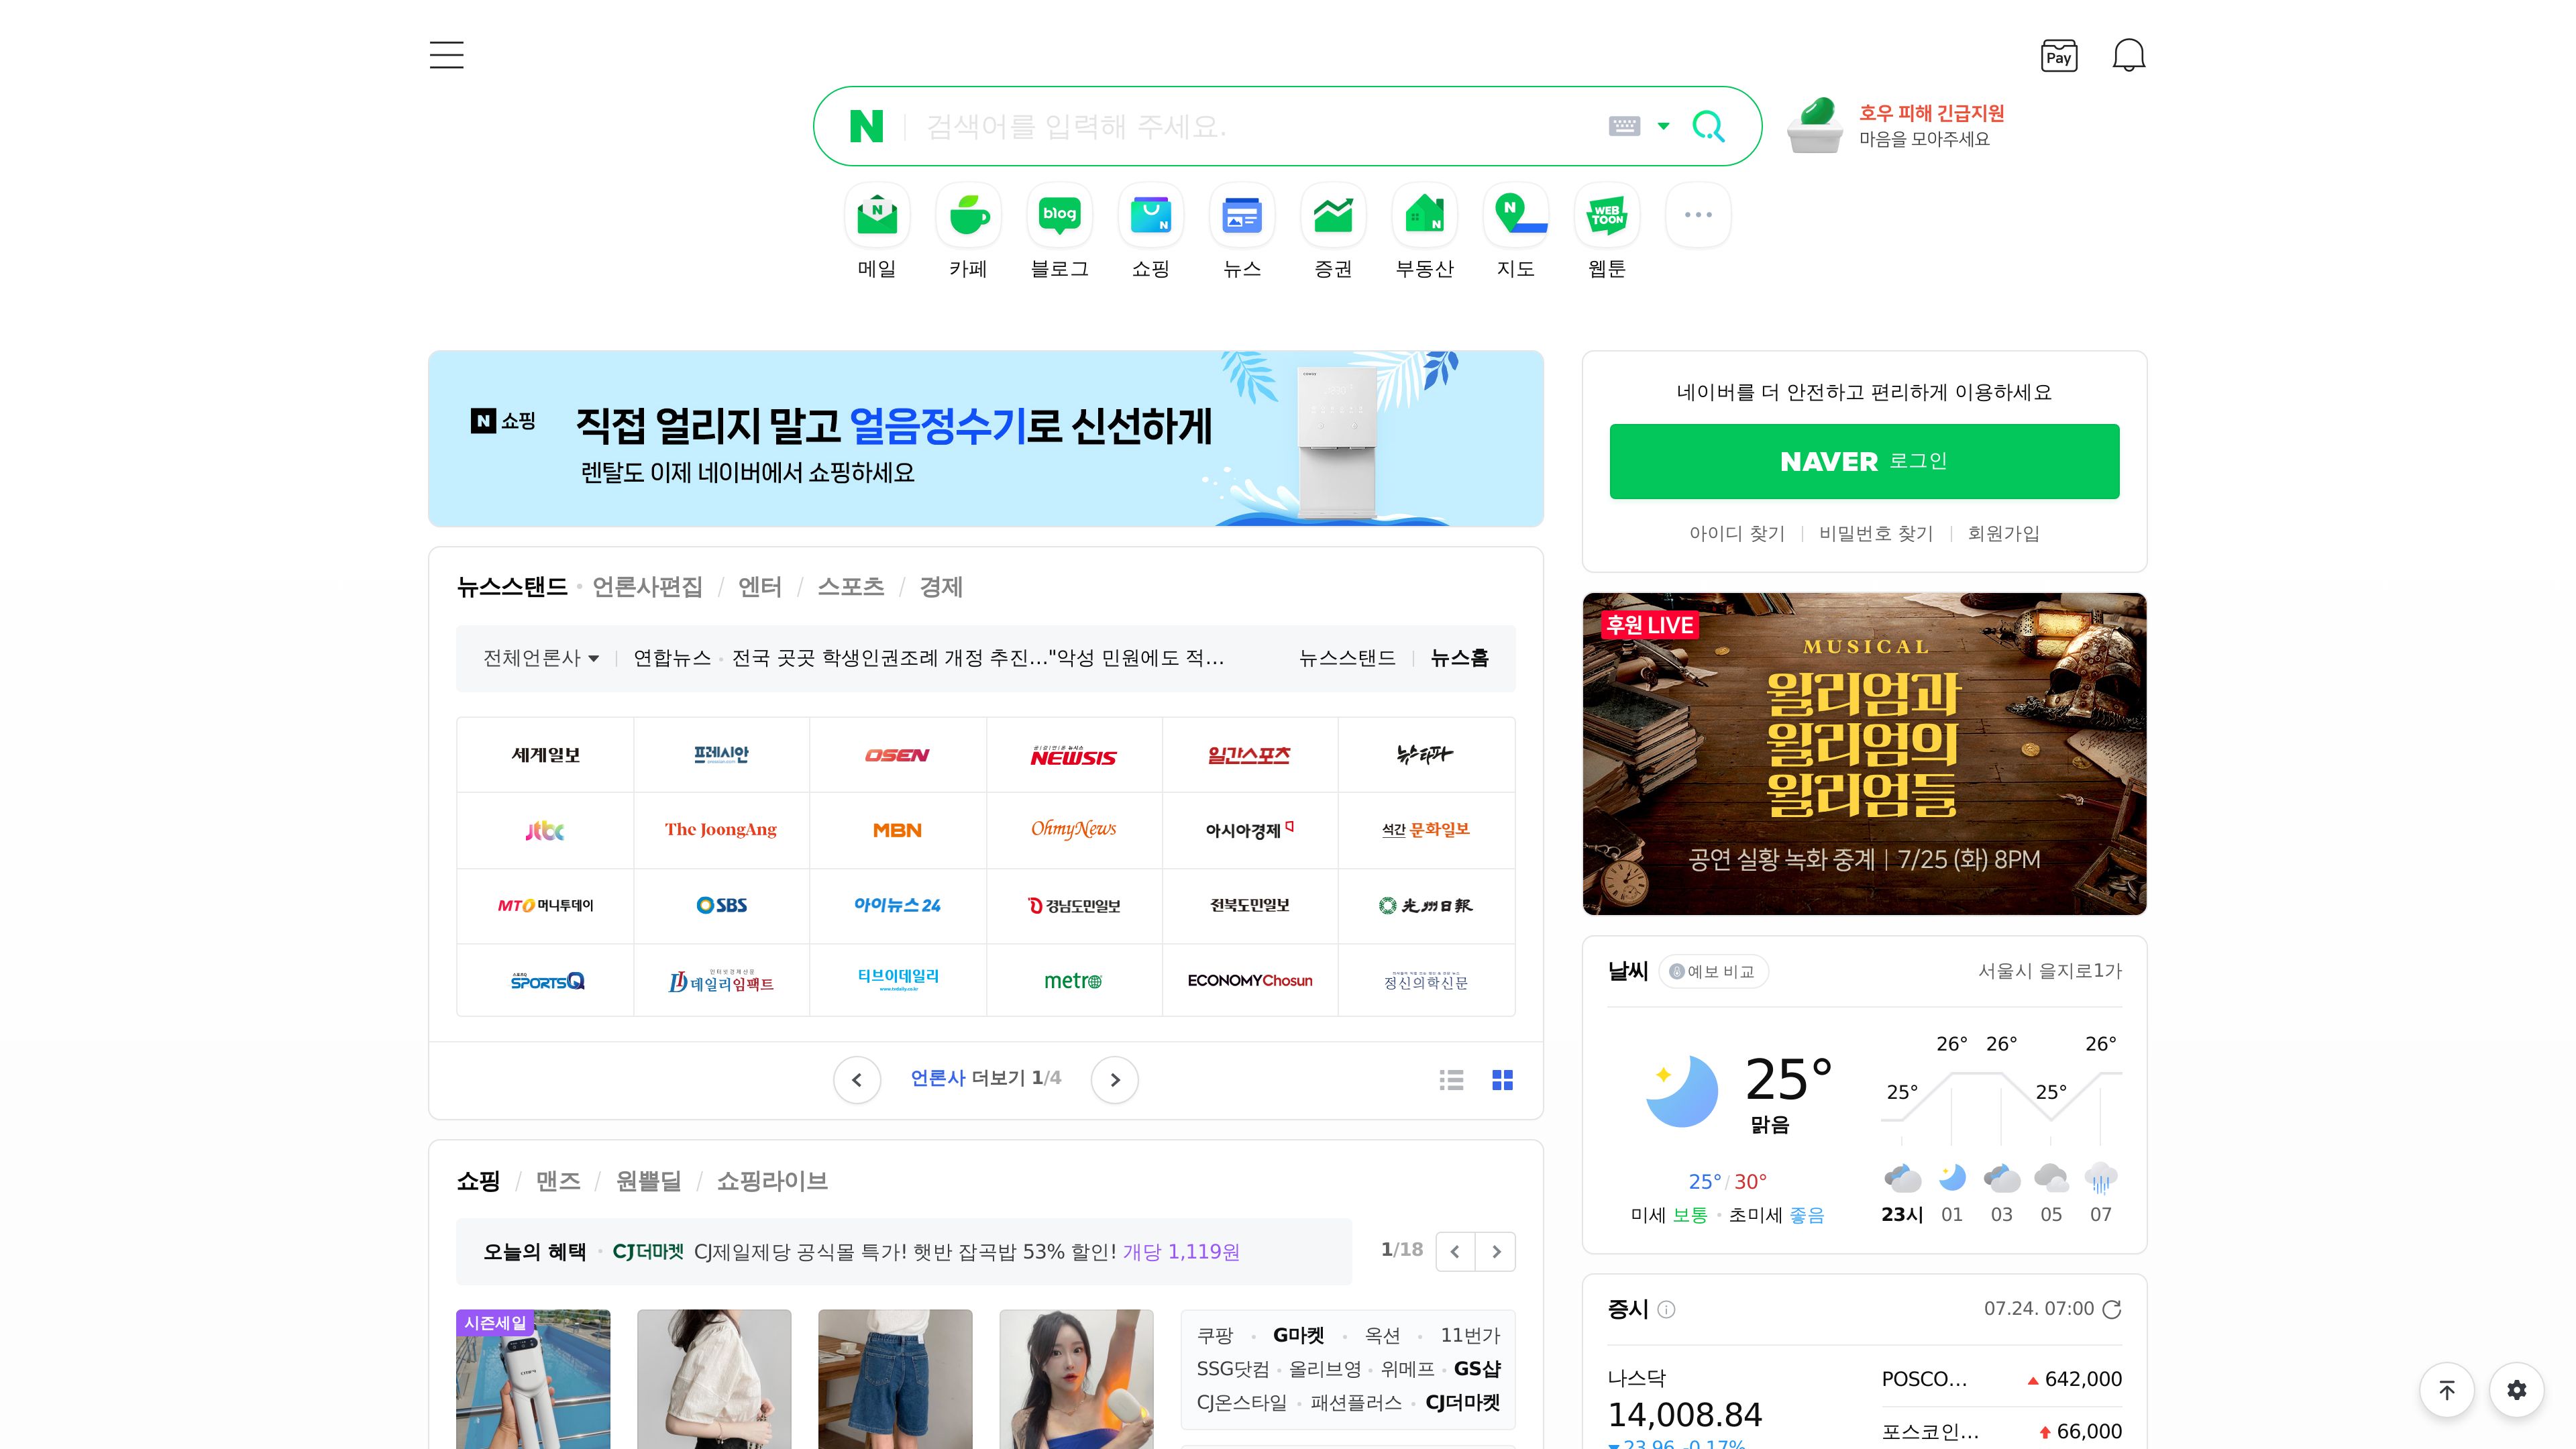 Pay
N 검색어를 입력해 주세요.
호우 피해 긴급지원
마음을 모아주세요
메일 카페 블로그 쇼핑 뉴스 증권 부동산 지도 웹툰
N 쇼핑
직접 얼리지 말고 얼음정수기로 신선하게
렌탈도 이제 네이버에서 쇼핑하세요
네이버를 더 안전하고 편리하게 이용하세요
NAVER 로그인
아이디 찾기 비밀번호 찾기 회원가입
뉴스스탠드 • 언론사편집 / 엔터 / 스포츠 / 경제
전체언론사 연합뉴스 • 전국 곳곳 학생인권조례 개정 추진…"악성 민원에도 적… 뉴스스탠드 뉴스홈
세계일보 프레시안 OSEN NEWSIS 일간스포츠 뉴스타파
jtbc The JoongAng MBN OhmyNews 아시아경제 석간 문화일보
MTO 머니투데이 SBS 아이뉴스24 경남도민일보 전북도민일보 光州日報
SPORTSQ 데일리임팩트 티브이데일리 metro ECONOMYChosun 정신의학신문
언론사 더보기 1/4
후원 LIVE
MUSICAL
윌리엄과
윌리엄의
윌리엄들
공연 실황 녹화 중계 | 7/25 (화) 8PM
날씨 예보 비교 서울시 을지로1가
25°
맑음
25° / 30°
미세 보통 • 초미세 좋음
25° 26° 26° 25° 26°
23시 01 03 05 07
쇼핑 / 맨즈 / 원쁠딜 / 쇼핑라이브
오늘의 혜택 • CJ더마켓 CJ제일제당 공식몰 특가! 햇반 잡곡밥 53% 할인! 개당 1,119원
1/18
시즌세일
쿠팡 • G마켓 • 옥션 • 11번가
SSG닷컴 • 올리브영 • 위메프 • GS샵
CJ온스타일 • 패션플러스 • CJ더마켓
증시 07.24. 07:00
나스닥
14,008.84
▼23.96 -0.17%
POSCO… ▲ 642,000
포스코인… 66,000